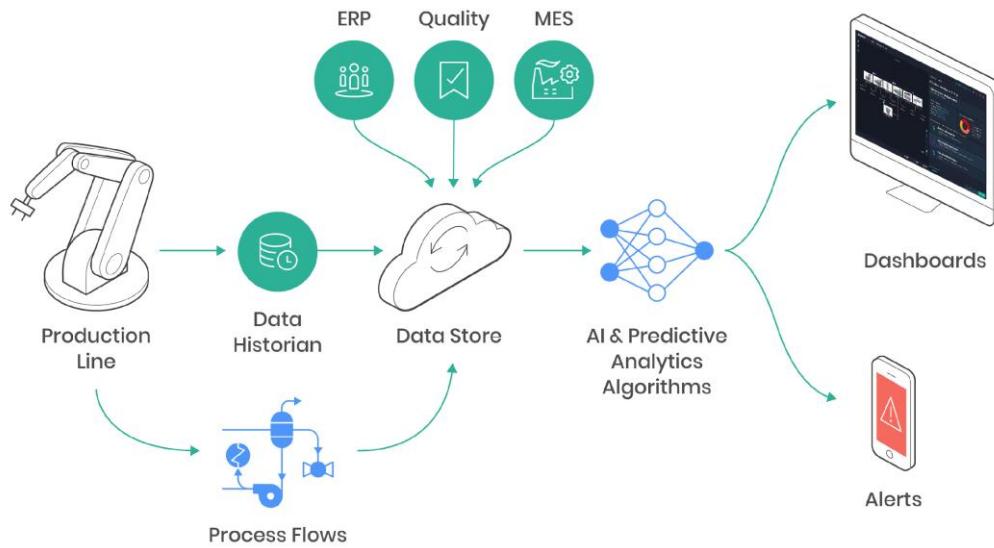 ERP
Quality
MES
Production
Line
Data
Historian
Data Store
AI & Predictive
Analytics
Algorithms
Dashboards
Process Flows
Alerts